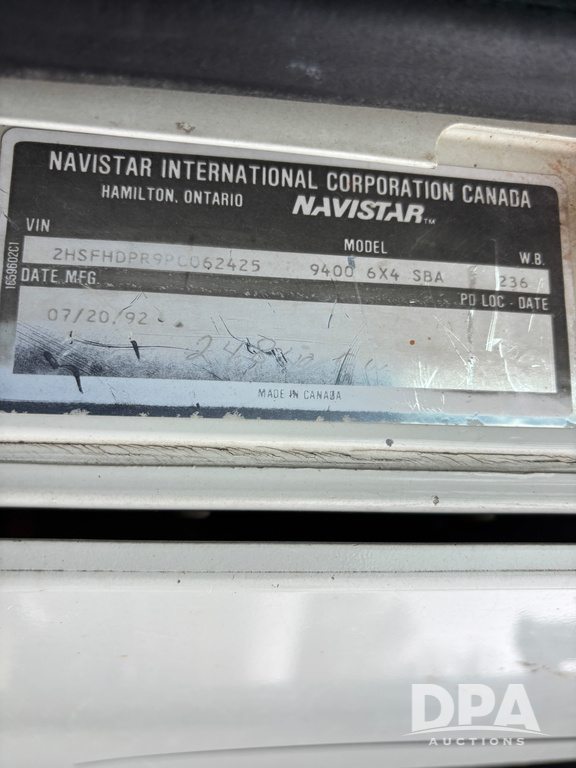 NAVISTAR INTERNATIONAL CORPORATION CANADA
HAMILTON, ONTARIO NAVISTAR™
VIN MODEL W.B.
2HSFHDPR9PC062425 9400 6X4 SBA 236
DATE MFG PD LOC - DATE
07/20/92
MADE IN CANADA
1659602C1
DPA
AUCTIONS